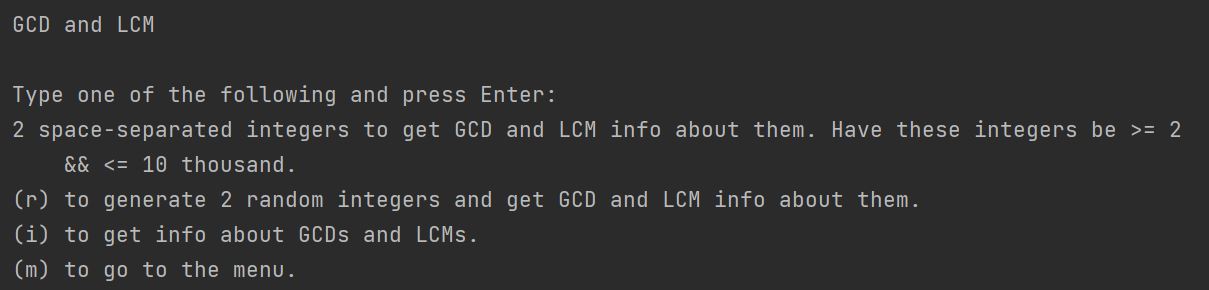 GCD and LCM
Type one of the following and press Enter:
2 space-separated integers to get GCD and LCM info about them. Have these integers be >= 2
&& <= 10 thousand.
(r) to generate 2 random integers and get GCD and LCM info about them.
(i) to get info about GCDs and LCMs.
(m) to go to the menu.